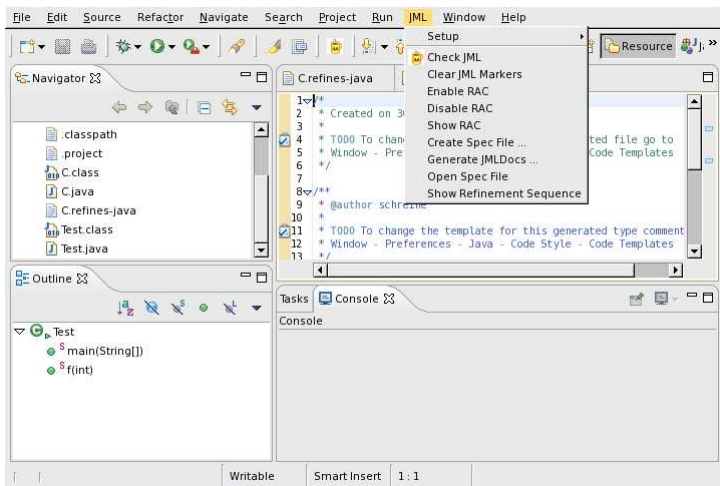 File Edit Source Refactor Navigate Search Project Run JML Window Help
Resource
Setup
Check JML
Clear JML Markers
Enable RAC
Disable RAC
Show RAC
Create Spec File ...
Generate JMLDocs ...
Open Spec File
Show Refinement Sequence
Navigator
.classpath
.project
C.class
C.java
C.refines-java
Test.class
Test.java
C.refines-java
1 /*
2 * Created on
3 *
4 * TODO To ted file go to
5 * Window - Code Templates
6 */
7
8 /**
9 * @author
10 *
11 * TODO To change the template for this generated type comment
12 * Window - Preferences - Java - Code Style - Code Templates
13 */
Outline
Test
main(String[])
f(int)
Tasks Console
Console
Writable Smart Insert 1 : 1